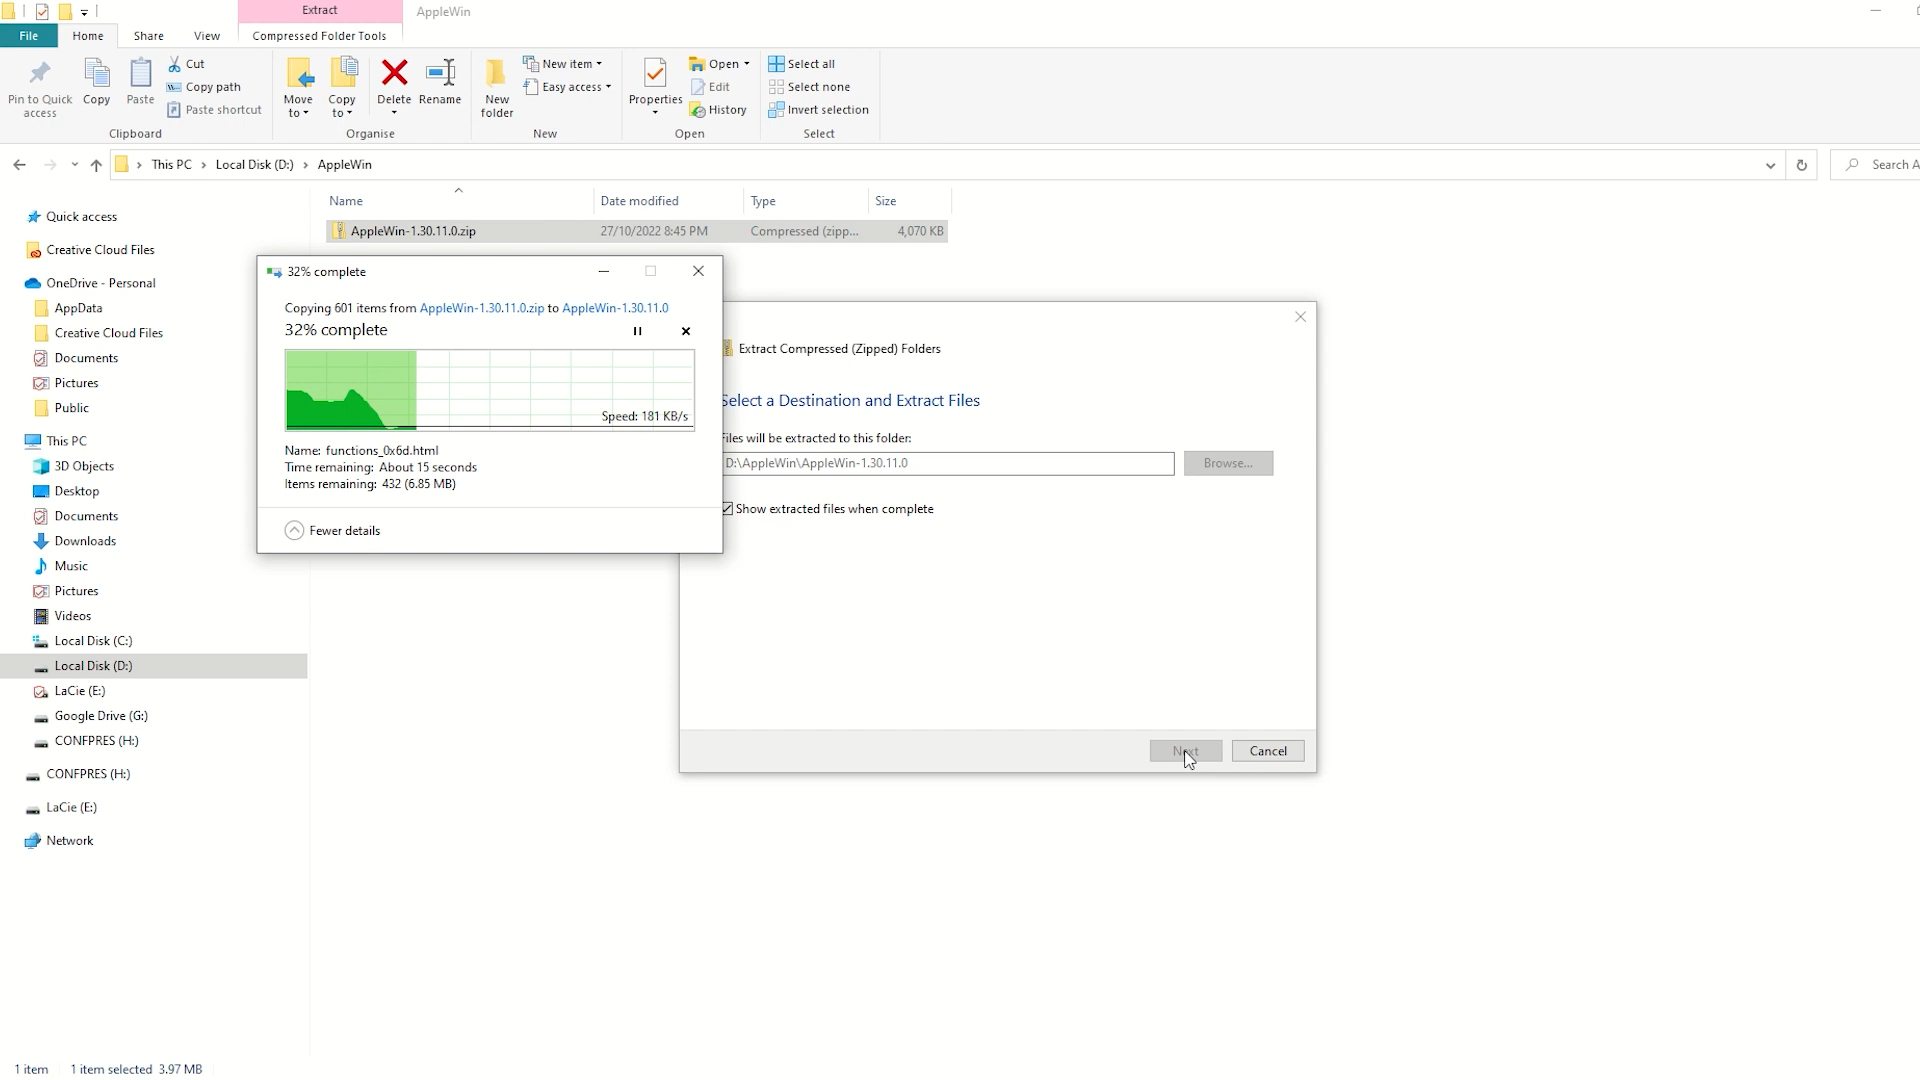 Extract
AppleWin
File
Home
Share
View
Compressed Folder Tools
Pin to Quick access
Copy
Paste
Cut
Copy path
Paste shortcut
Clipboard
Move to
Copy to
Delete
Rename
Organise
New folder
New item
Easy access
New
Properties
Open
Edit
History
Open
Select all
Select none
Invert selection
Select
This PC
Local Disk (D:)
AppleWin
Search A
Name
Date modified
Type
Size
AppleWin-1.30.11.0.zip
27/10/2022 8:45 PM
Compressed (zipp...
4,070 KB
Quick access
Creative Cloud Files
OneDrive - Personal
AppData
Creative Cloud Files
Documents
Pictures
Public
This PC
3D Objects
Desktop
Documents
Downloads
Music
Pictures
Videos
Local Disk (C:)
Local Disk (D:)
LaCie (E:)
Google Drive (G:)
CONFPRES (H:)
CONFPRES (H:)
LaCie (E:)
Network
32% complete
Copying 601 items from AppleWin-1.30.11.0.zip to AppleWin-1.30.11.0
32% complete
Speed: 181 KB/s
Name: functions_0x6d.html
Time remaining: About 15 seconds
Items remaining: 432 (6.85 MB)
Fewer details
Extract Compressed (Zipped) Folders
Select a Destination and Extract Files
Files will be extracted to this folder:
D:\AppleWin\AppleWin-1.30.11.0
Browse...
Show extracted files when complete
Next
Cancel
1 item
1 item selected 3.97 MB